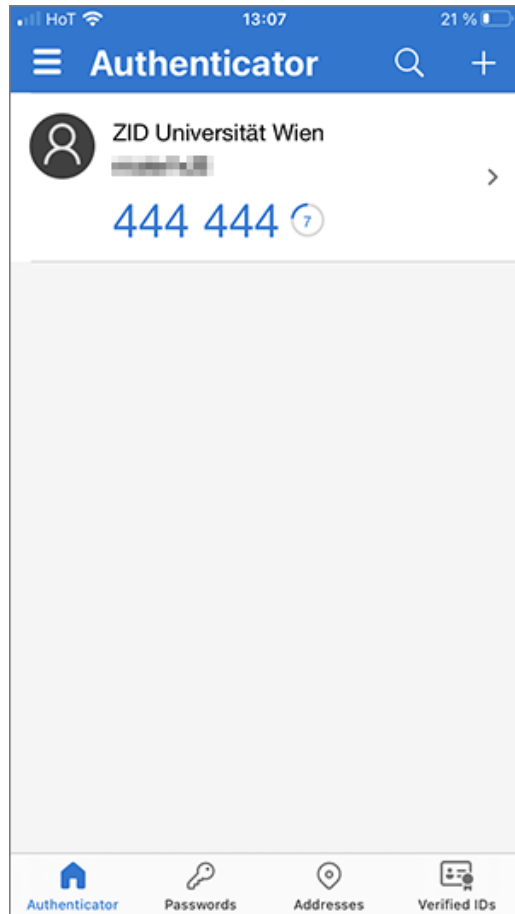 HoT 13:07 21 %
Authenticator
ZID Universität Wien
444 444 7
Authenticator Passwords Addresses Verified IDs